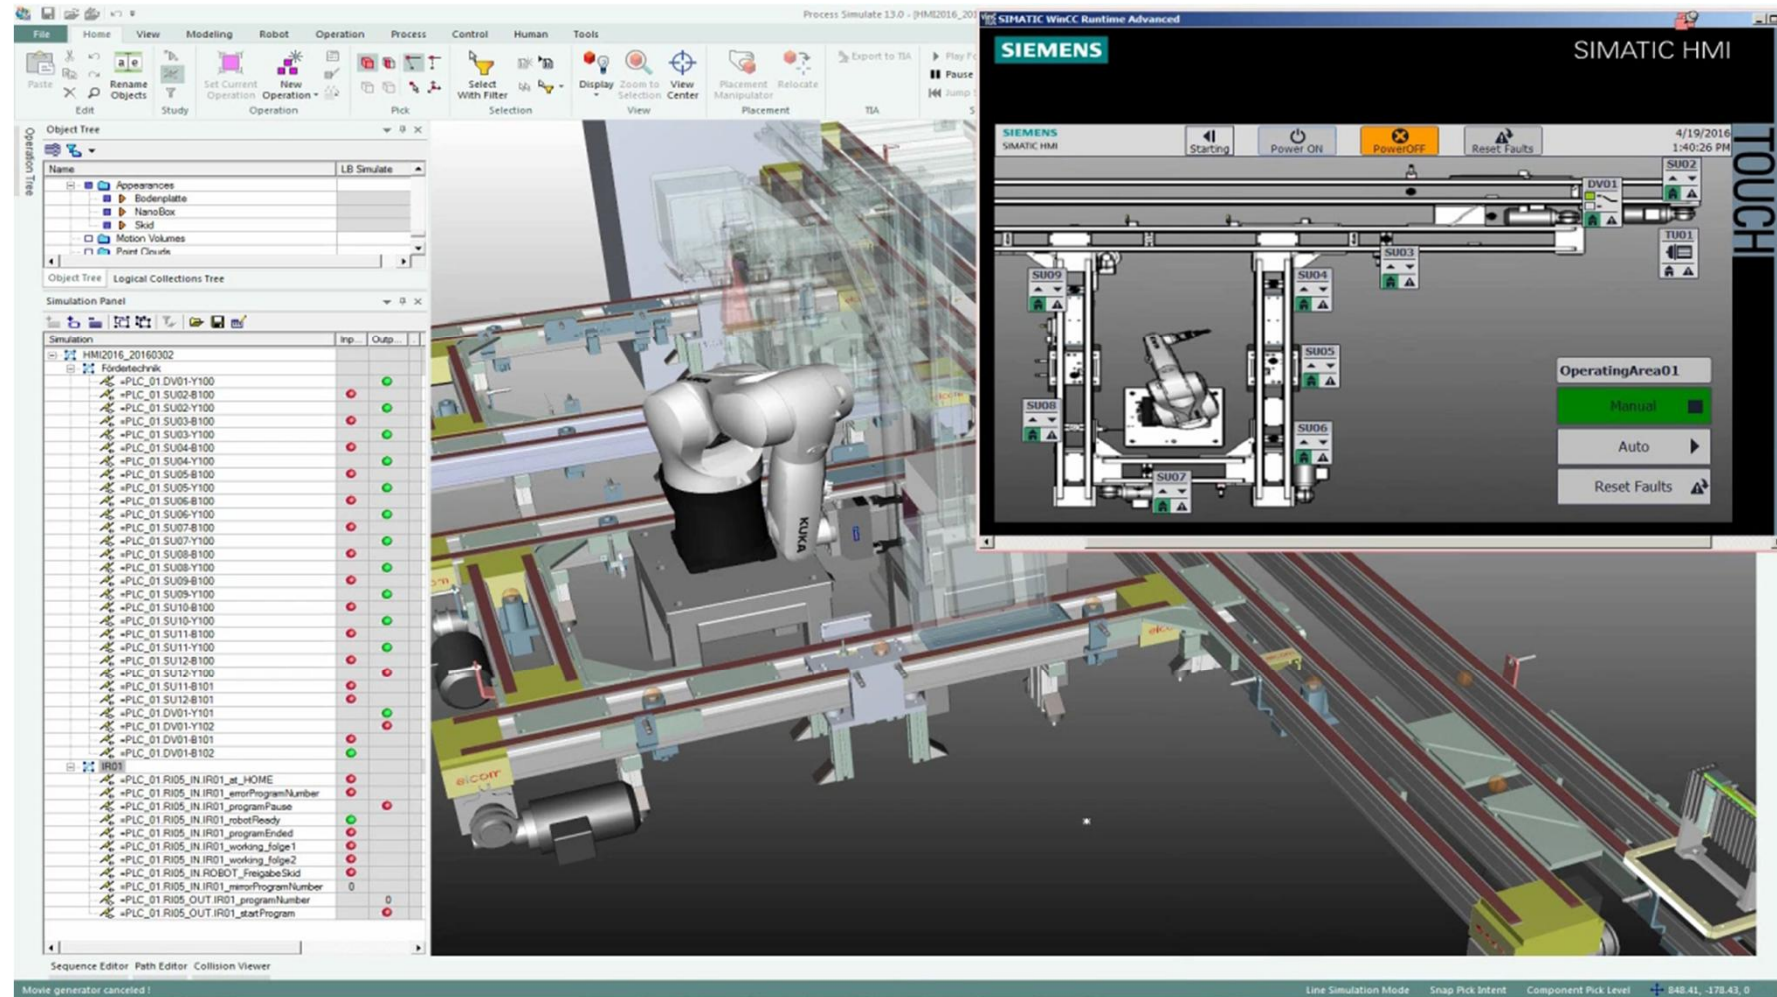 Process Simulate 13.0 - [HMI2016_201
File Home View Modeling Robot Operation Process Control Human Tools
Paste
Rename Objects
Set Current Operation
New Operation
Select With Filter
Display
Zoom to Selection
View Center
Placement Manipulator
Relocate
Export to TIA
Play Fo
Pause
Jump
Edit Study Operation Pick Selection View Placement TIA S
Operation Tree
Object Tree
Name LB Simulate
Appearances
Bodenplatte
NanoBox
Skid
Motion Volumes
Point Clouds
Object Tree Logical Collections Tree
Simulation Panel
Simulation Inp... Outp...
HMI2016_20160302
Fördertechnik
=PLC_01.DV01-Y100
=PLC_01.SU02-B100
=PLC_01.SU02-Y100
=PLC_01.SU03-B100
=PLC_01.SU03-Y100
=PLC_01.SU04-B100
=PLC_01.SU04-Y100
=PLC_01.SU05-B100
=PLC_01.SU05-Y100
=PLC_01.SU06-B100
=PLC_01.SU06-Y100
=PLC_01.SU07-B100
=PLC_01.SU07-Y100
=PLC_01.SU08-B100
=PLC_01.SU08-Y100
=PLC_01.SU09-B100
=PLC_01.SU09-Y100
=PLC_01.SU10-B100
=PLC_01.SU10-Y100
=PLC_01.SU11-B100
=PLC_01.SU11-Y100
=PLC_01.SU12-B100
=PLC_01.SU12-Y100
=PLC_01.SU11-B101
=PLC_01.SU12-B101
=PLC_01.DV01-Y101
=PLC_01.DV01-Y102
=PLC_01.DV01-B101
=PLC_01.DV01-B102
IR01
=PLC_01.RI05_IN.IR01_at_HOME
=PLC_01.RI05_IN.IR01_errorProgramNumber
=PLC_01.RI05_IN.IR01_programPause
=PLC_01.RI05_IN.IR01_robotReady
=PLC_01.RI05_IN.IR01_programEnded
=PLC_01.RI05_IN.IR01_working_folge1
=PLC_01.RI05_IN.IR01_working_folge2
=PLC_01.RI05_IN.ROBOT_FreigabeSkid
=PLC_01.RI05_IN.IR01_mirrorProgramNumber 0
=PLC_01.RI05_OUT.IR01_programNumber 0
=PLC_01.RI05_OUT.IR01_startProgram
Sequence Editor Path Editor Collision Viewer
Movie generator canceled !
Line Simulation Mode Snap Pick Intent Component Pick Level 848.41, -178.43, 0
KUKA
elcom
SIMATIC WinCC Runtime Advanced
SIEMENS
SIMATIC HMI
TOUCH
SIEMENS
SIMATIC HMI
Starting
Power ON
PowerOFF
Reset Faults
4/19/2016
1:40:26 PM
SU02
DV01
TU01
SU03
SU09
SU04
SU05
SU08
SU06
SU07
OperatingArea01
Manual
Auto
Reset Faults